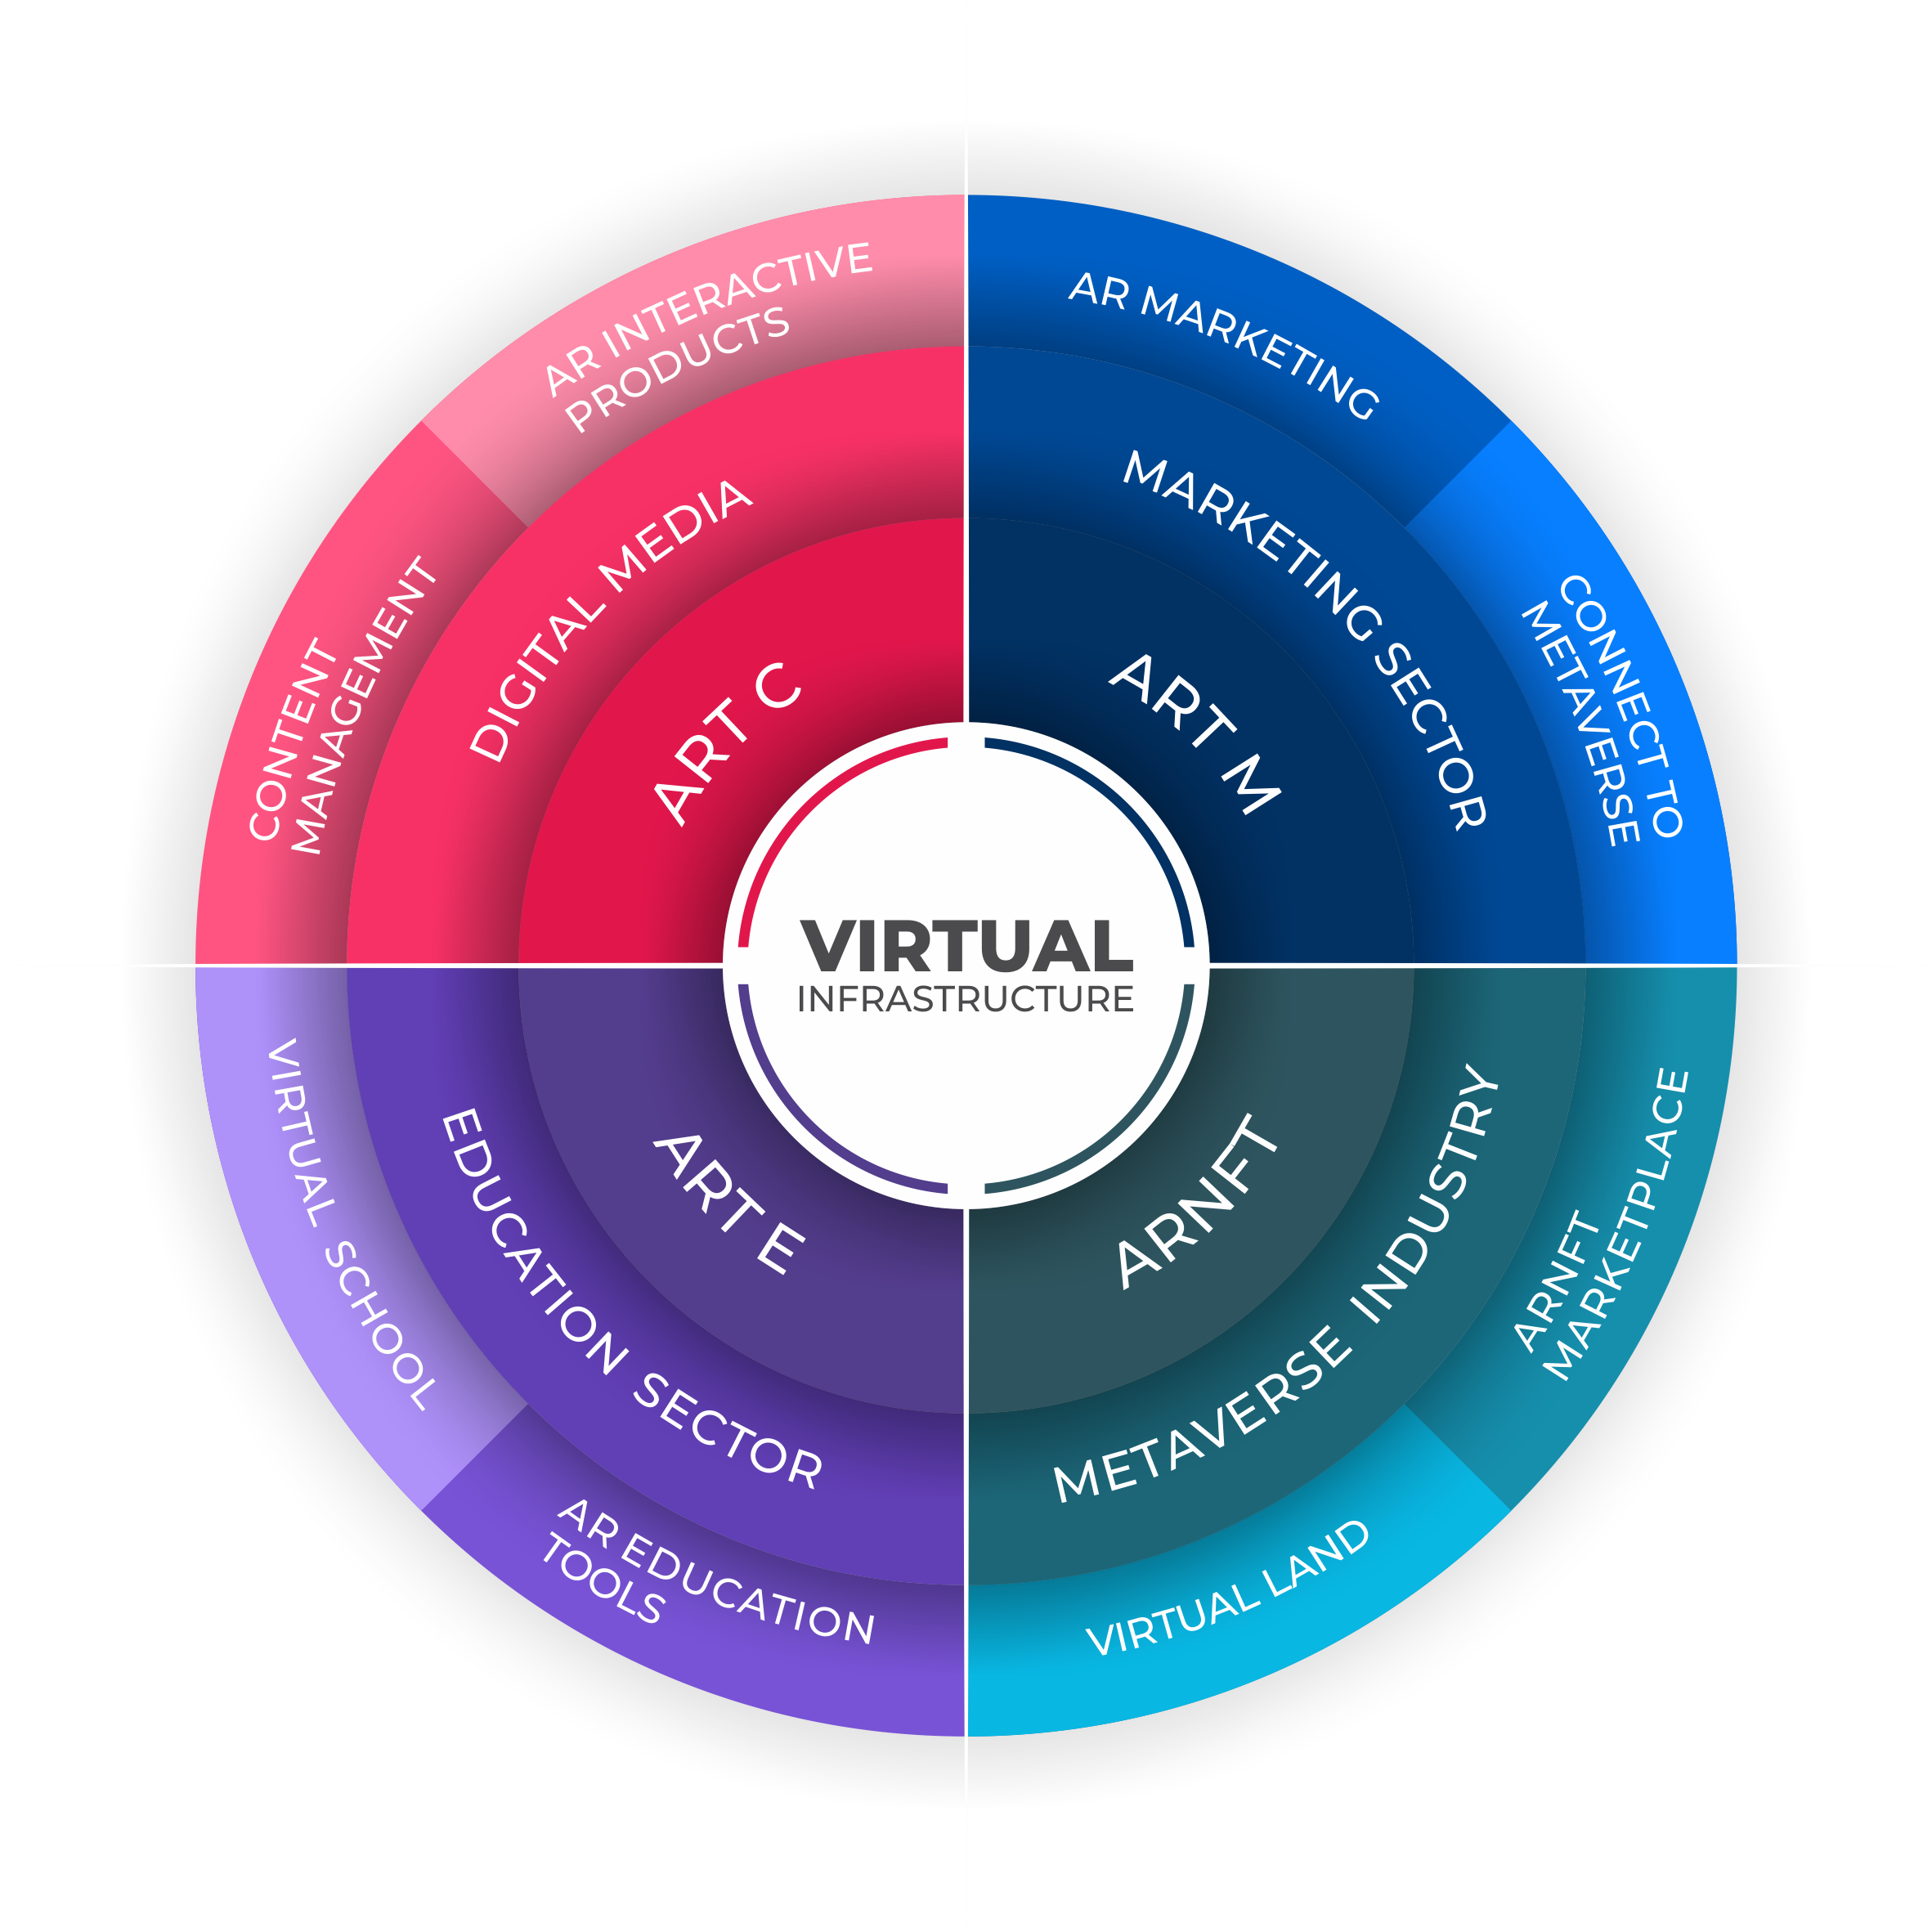 AR INTERACTIVE
PRODUCTS
CONTENT
MANAGEMENT
DIGITAL MEDIA
ART C
AR MARKETING
CONNECT TO
METAVERSE
MARKETING SECTOR
ART M
VIRTUAL
INFRASTRUCTURE
ART E
EDUCATION SECTOR
VIRTUAL SCHOOL
AR EDUCATION
TOOLS
ARNFT
METAVERSE INDUSTRY
ARNFT
MARKETPLACE
VIRTUAL LAND